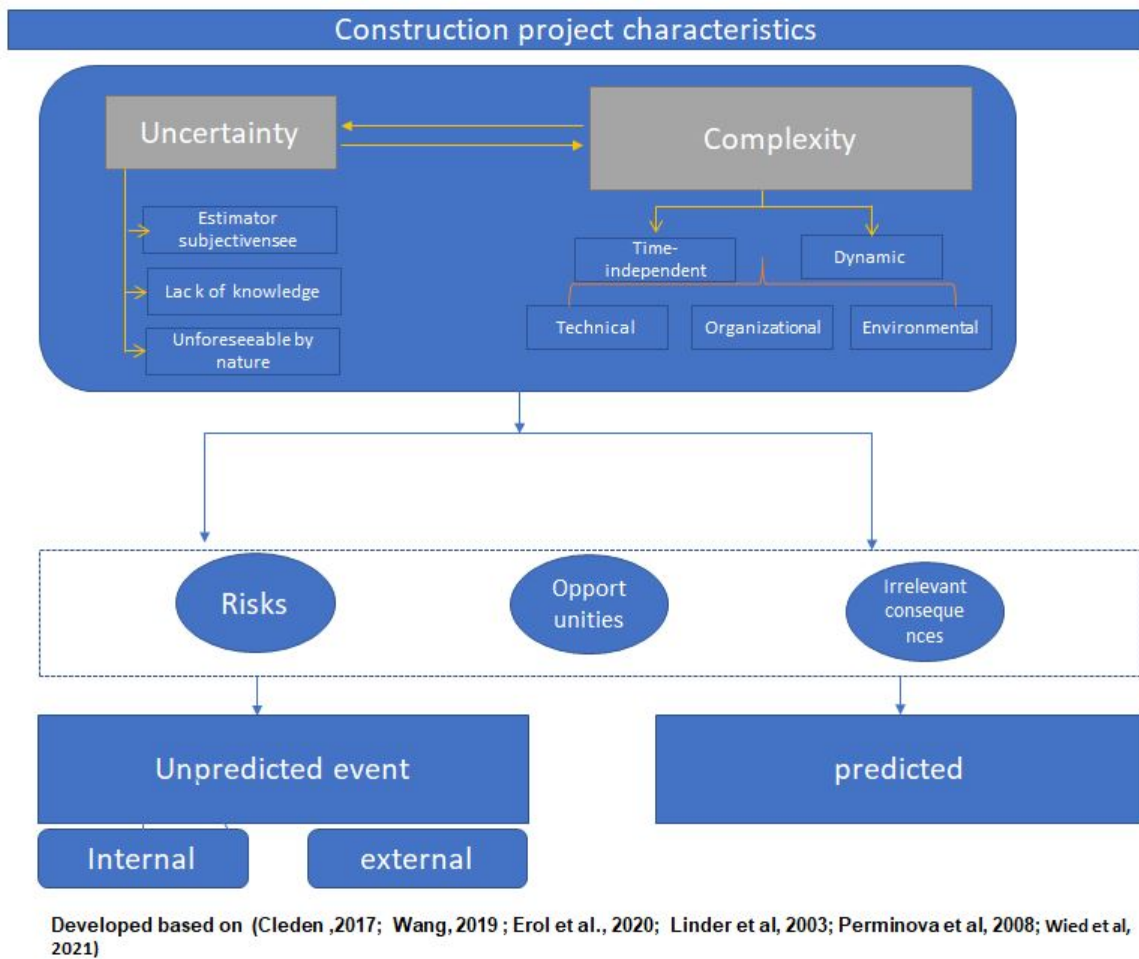 Construction project characteristics
Uncertainty
Complexity
Estimator
subjectivensee
Lack of knowledge
Unforeseeable by
nature
Time-
independent
Dynamic
Technical
Organizational
Environmental
Risks
Opport
unities
Irrelevant
conseque
nces
Unpredicted event
predicted
Internal
external
Developed based on (Cleden ,2017; Wang, 2019 ; Erol et al., 2020; Linder et al, 2003; Perminova et al, 2008; Wied et al,
2021)